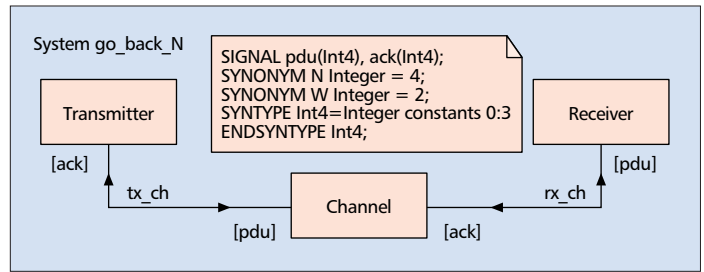 System go_back_N
SIGNAL pdu(Int4), ack(Int4);
SYNONYM N Integer = 4;
SYNONYM W Integer = 2;
SYNTYPE Int4=Integer constants 0:3
ENDSYNTYPE Int4;
Transmitter
Receiver
[ack]
[pdu]
tx_ch
Channel
rx_ch
[pdu]
[ack]